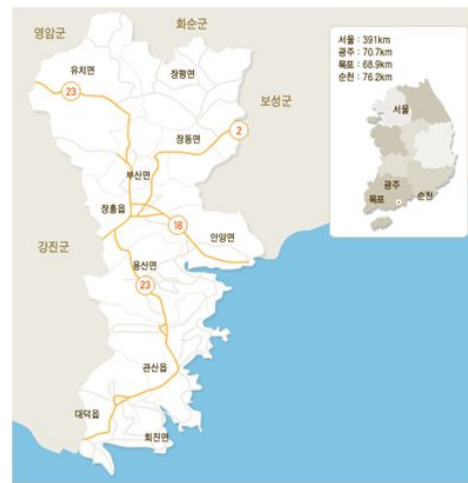 영암군
화순군
유치면
장평면
23
보성군
장동면
2
부산면
장흥읍
18
안양면
강진군
용산면
23
관산읍
대덕읍
회진면
서울 : 391km
광주 : 70.7km
목포 : 68.9km
순천 : 76.2km
서울
광주
목포
순천